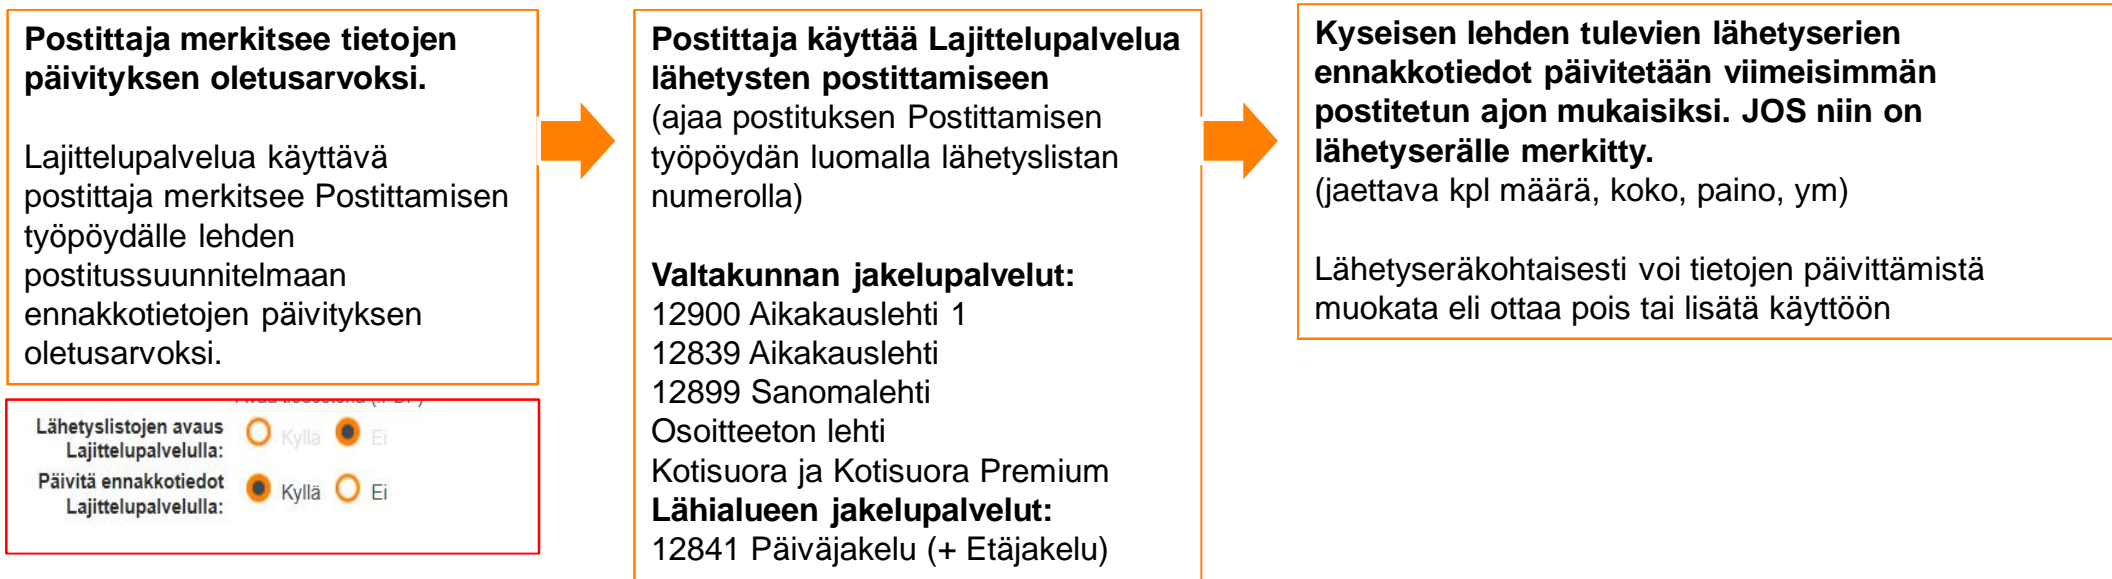 Postittaja merkitsee tietojen
päivityksen oletusarvoksi.
Lajittelupalvelua käyttävä
postittaja merkitsee Postittamisen
työpöydälle lehden
postitussuunnitelmaan
ennakkotietojen päivityksen
oletusarvoksi.
Lähetyslistojen avaus
Lajittelupalvelulla:
Kyllä Ei
Päivitä ennakkotiedot
Lajittelupalvelulla:
Kyllä Ei
Postittaja käyttää Lajittelupalvelua
lähetysten postittamiseen
(ajaa postituksen Postittamisen
työpöydän luomalla lähetyslistan
numerolla)
Valtakunnan jakelupalvelut:
12900 Aikakauslehti 1
12839 Aikakauslehti
12899 Sanomalehti
Osoitteeton lehti
Kotisuora ja Kotisuora Premium
Lähialueen jakelupalvelut:
12841 Päiväjakelu (+ Etäjakelu)
Kyseisen lehden tulevien lähetyserien
ennakkotiedot päivitetään viimeisimmän
postitetun ajon mukaisiksi. JOS niin on
lähetyserälle merkitty.
(jaettava kpl määrä, koko, paino, ym)
Lähetyseräkohtaisesti voi tietojen päivittämistä
muokata eli ottaa pois tai lisätä käyttöön